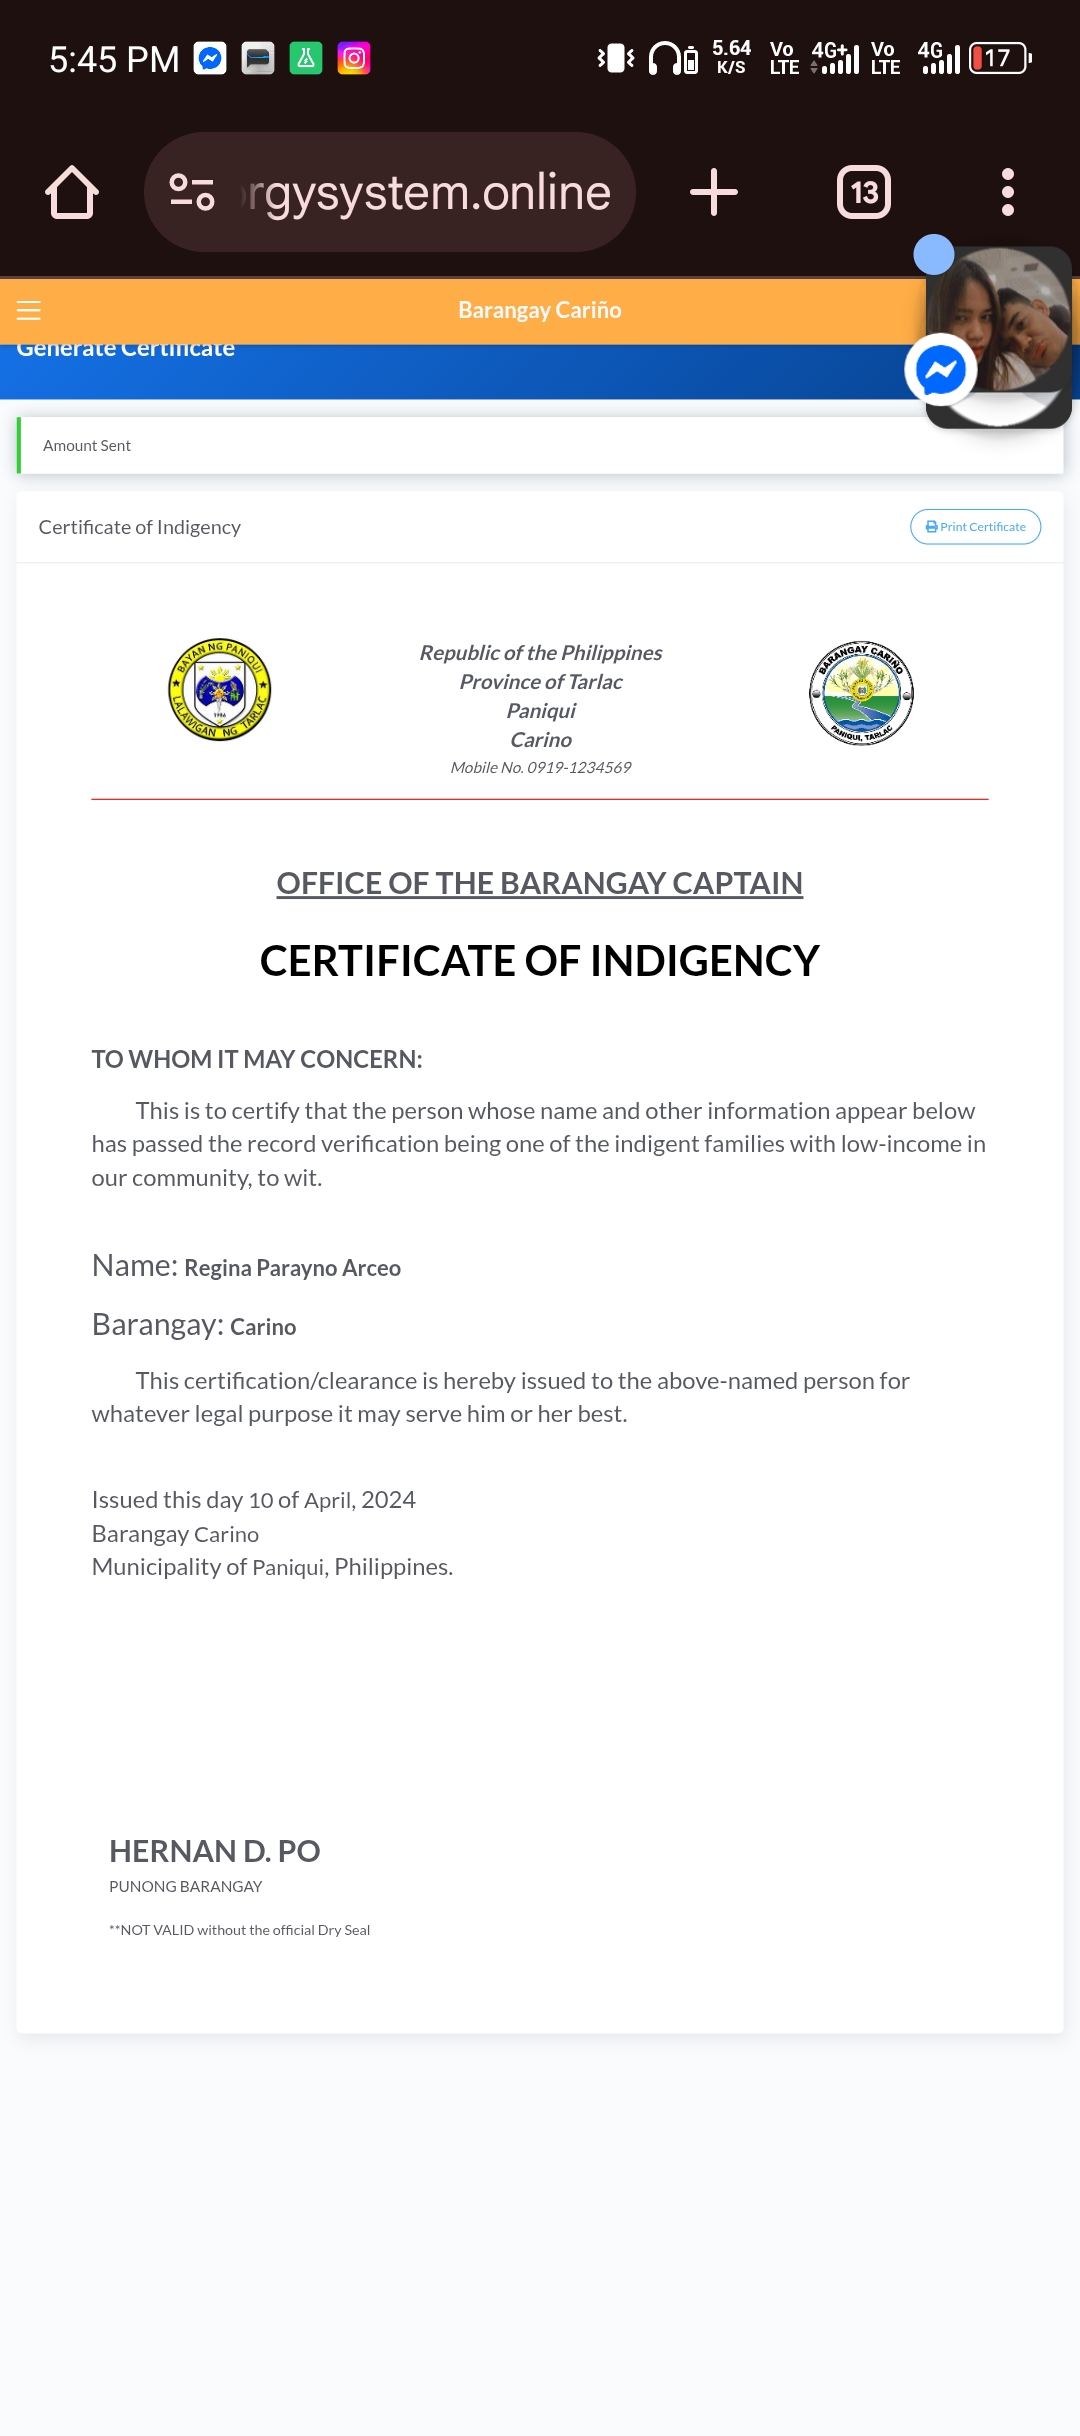 5:45 PM
5.64 K/S
Vo LTE
4G+
Vo LTE
4G
17
rgysystem.online
13
Barangay Cariño
Generate Certificate
Amount Sent
Certificate of Indigency
Print Certificate
BAYAN NG PANIQUI
LALAWIGAN NG TARLAC
Republic of the Philippines
Province of Tarlac
Paniqui
Carino
Mobile No. 0919-1234569
BARANGAY CARIÑO
PANIQUI, TARLAC
OFFICE OF THE BARANGAY CAPTAIN
CERTIFICATE OF INDIGENCY
TO WHOM IT MAY CONCERN:
This is to certify that the person whose name and other information appear below
has passed the record verification being one of the indigent families with low-income in
our community, to wit.
Name: Regina Parayno Arceo
Barangay: Carino
This certification/clearance is hereby issued to the above-named person for
whatever legal purpose it may serve him or her best.
Issued this day 10 of April, 2024
Barangay Carino
Municipality of Paniqui, Philippines.
HERNAN D. PO
PUNONG BARANGAY
**NOT VALID without the official Dry Seal